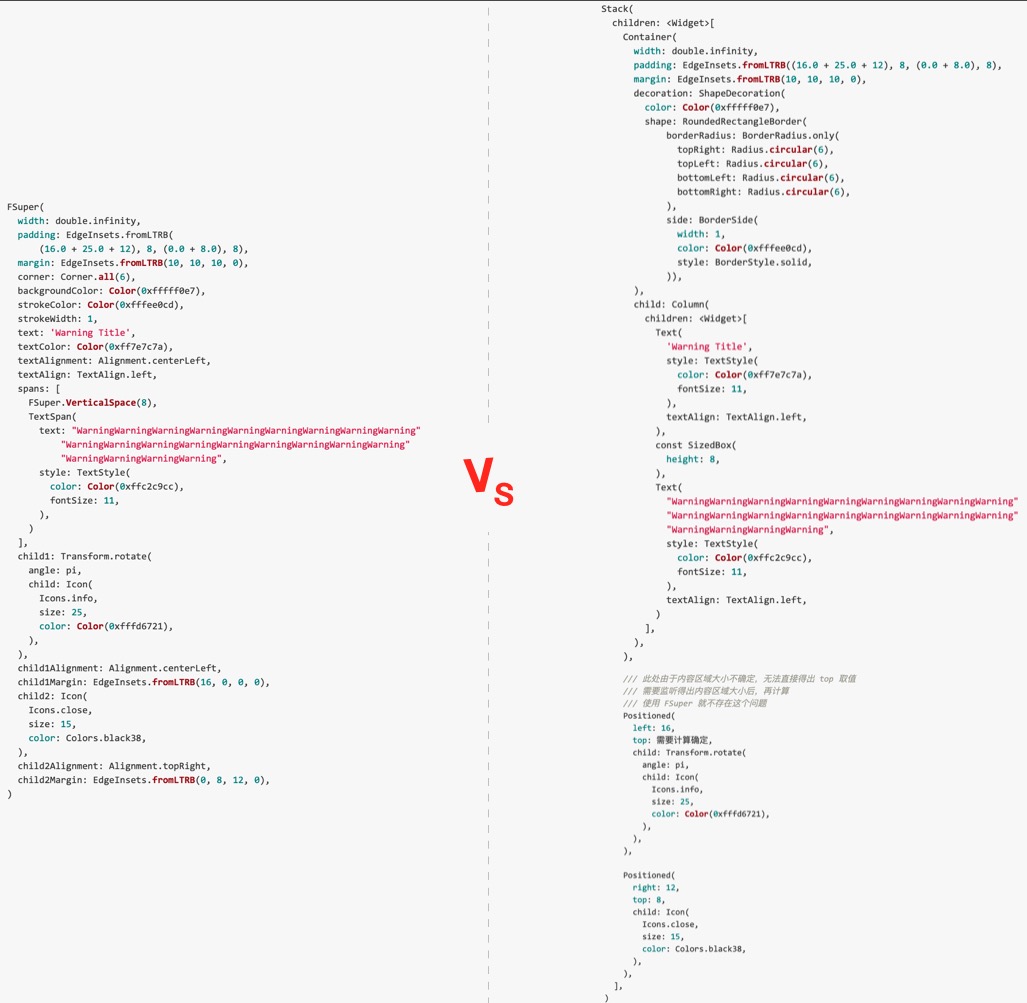 FSuper(
width: double.infinity,
padding: EdgeInsets.fromLTRB(
(16.0 + 25.0 + 12), 8, (0.0 + 8.0), 8),
margin: EdgeInsets.fromLTRB(10, 10, 10, 0),
corner: Corner.all(6),
backgroundColor: Color(0xfffff0e7),
strokeColor: Color(0xfffee0cd),
strokeWidth: 1,
text: 'Warning Title',
textColor: Color(0xff7e7c7a),
textAlignment: Alignment.centerLeft,
textAlign: TextAlign.left,
spans: [
FSuper.VerticalSpace(8),
TextSpan(
text: "WarningWarningWarningWarningWarningWarningWarningWarningWarning"
"WarningWarningWarningWarningWarningWarningWarningWarningWarning"
"WarningWarningWarningWarning",
style: TextStyle(
color: Color(0xffc2c9cc),
fontSize: 11,
),
)
],
child1: Transform.rotate(
angle: pi,
child: Icon(
Icons.info,
size: 25,
color: Color(0xfffd6721),
),
),
child1Alignment: Alignment.centerLeft,
child1Margin: EdgeInsets.fromLTRB(16, 0, 0, 0),
child2: Icon(
Icons.close,
size: 15,
color: Colors.black38,
),
child2Alignment: Alignment.topRight,
child2Margin: EdgeInsets.fromLTRB(0, 8, 12, 0),
)
Vs
Stack(
children: <Widget>[
Container(
width: double.infinity,
padding: EdgeInsets.fromLTRB((16.0 + 25.0 + 12), 8, (0.0 + 8.0), 8),
margin: EdgeInsets.fromLTRB(10, 10, 10, 0),
decoration: ShapeDecoration(
color: Color(0xfffff0e7),
shape: RoundedRectangleBorder(
borderRadius: BorderRadius.only(
topRight: Radius.circular(6),
topLeft: Radius.circular(6),
bottomLeft: Radius.circular(6),
bottomRight: Radius.circular(6),
),
side: BorderSide(
width: 1,
color: Color(0xfffee0cd),
style: BorderStyle.solid,
)),
),
child: Column(
children: <Widget>[
Text(
'Warning Title',
style: TextStyle(
color: Color(0xff7e7c7a),
fontSize: 11,
),
textAlign: TextAlign.left,
),
const SizedBox(
height: 8,
),
Text(
"WarningWarningWarningWarningWarningWarningWarningWarningWarning"
"WarningWarningWarningWarningWarningWarningWarningWarningWarning"
"WarningWarningWarningWarning",
style: TextStyle(
color: Color(0xffc2c9cc),
fontSize: 11,
),
textAlign: TextAlign.left,
)
],
),
),
/// 此处由于内容区域大小不确定，无法直接得出 top 取值
/// 需要监听得出内容区域大小后，再计算
/// 使用 FSuper 就不存在这个问题
Positioned(
left: 16,
top: 需要计算确定,
child: Transform.rotate(
angle: pi,
child: Icon(
Icons.info,
size: 25,
color: Color(0xfffd6721),
),
),
),
Positioned(
right: 12,
top: 8,
child: Icon(
Icons.close,
size: 15,
color: Colors.black38,
),
),
],
)